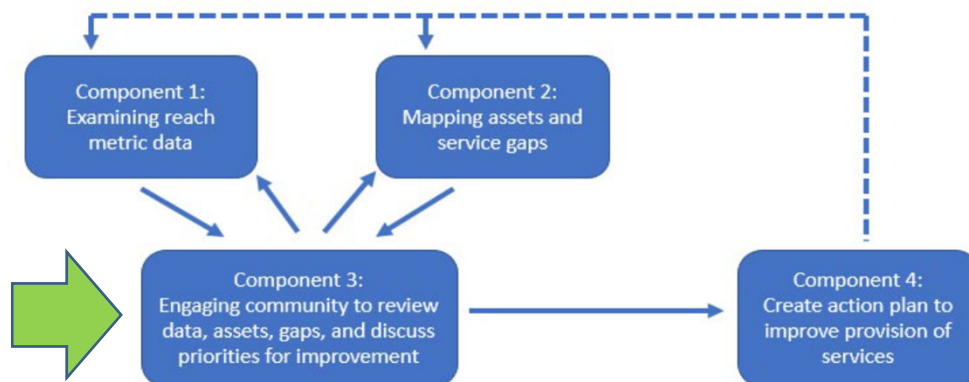 Component 1:
Examining reach
metric data
Component 2:
Mapping assets and
service gaps
Component 3:
Engaging community to review
data, assets, gaps, and discuss
priorities for improvement
Component 4:
Create action plan to
improve provision of
services